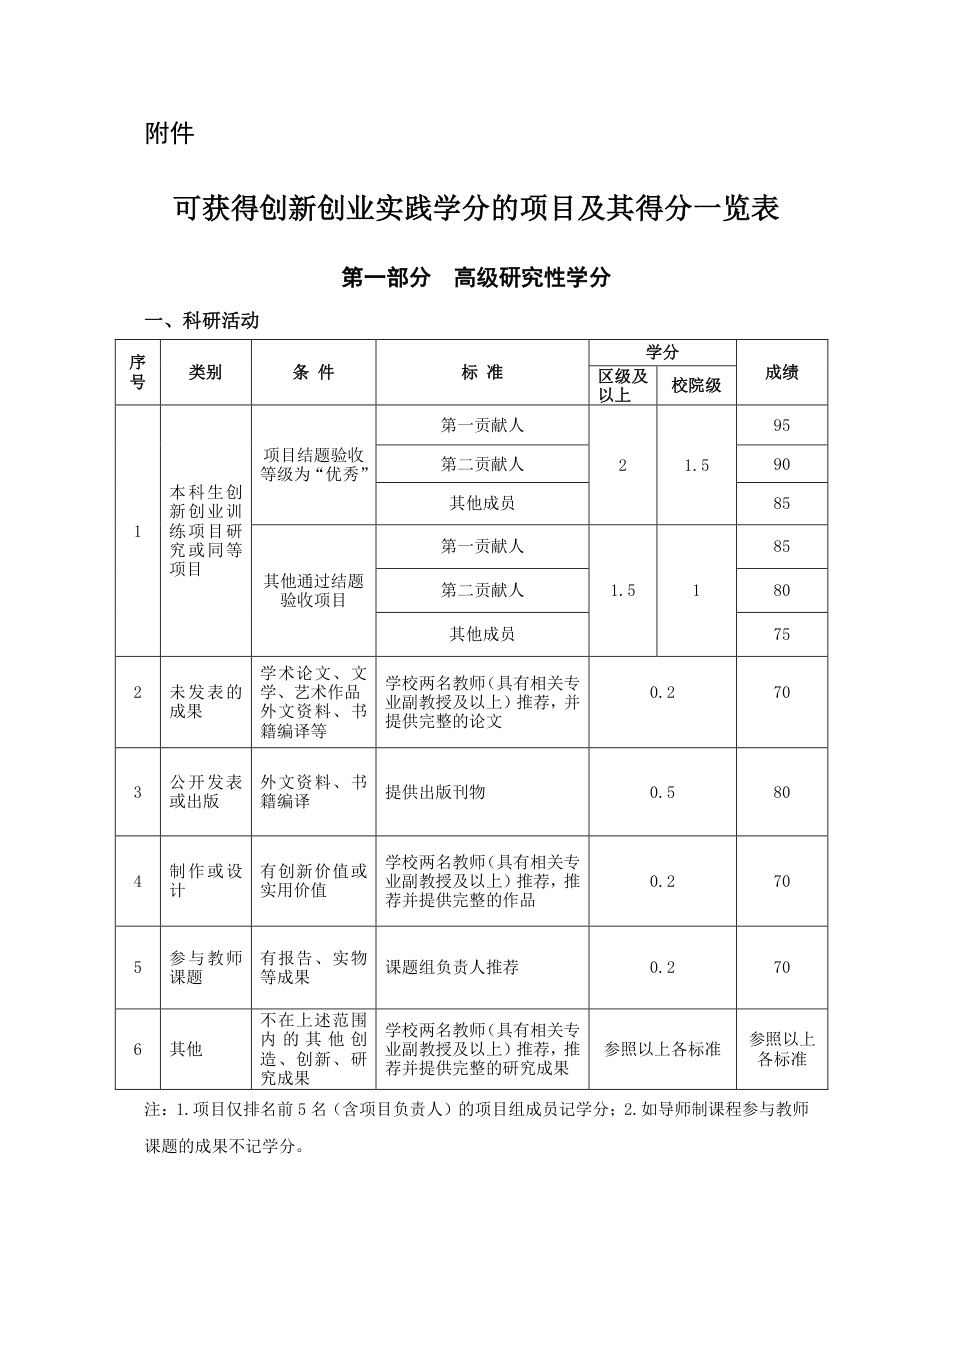 附件
可获得创新创业实践学分的项目及其得分一览表
第一部分　高级研究性学分
一、科研活动
序
号
类别
条 件
标 准
学分
区级及
以上
校院级
成绩
1
本科生创
新创业训
练项目研
究或同等
项目
项目结题验收
等级为“优秀”
第一贡献人
2
1.5
95
第二贡献人
90
其他成员
85
其他通过结题
验收项目
第一贡献人
1.5
1
85
第二贡献人
80
其他成员
75
2
未发表的
成果
学术论文、文
学、艺术作品
外文资料、书
籍编译等
学校两名教师（具有相关专
业副教授及以上）推荐，并
提供完整的论文
0.2
70
3
公开发表
或出版
外文资料、书
籍编译
提供出版刊物
0.5
80
4
制作或设
计
有创新价值或
实用价值
学校两名教师（具有相关专
业副教授及以上）推荐，推
荐并提供完整的作品
0.2
70
5
参与教师
课题
有报告、实物
等成果
课题组负责人推荐
0.2
70
6
其他
不在上述范围
内的其他创
造、创新、研
究成果
学校两名教师（具有相关专
业副教授及以上）推荐，推
荐并提供完整的研究成果
参照以上各标准
参照以上
各标准
注：1.项目仅排名前5名（含项目负责人）的项目组成员记学分；2.如导师制课程参与教师
课题的成果不记学分。